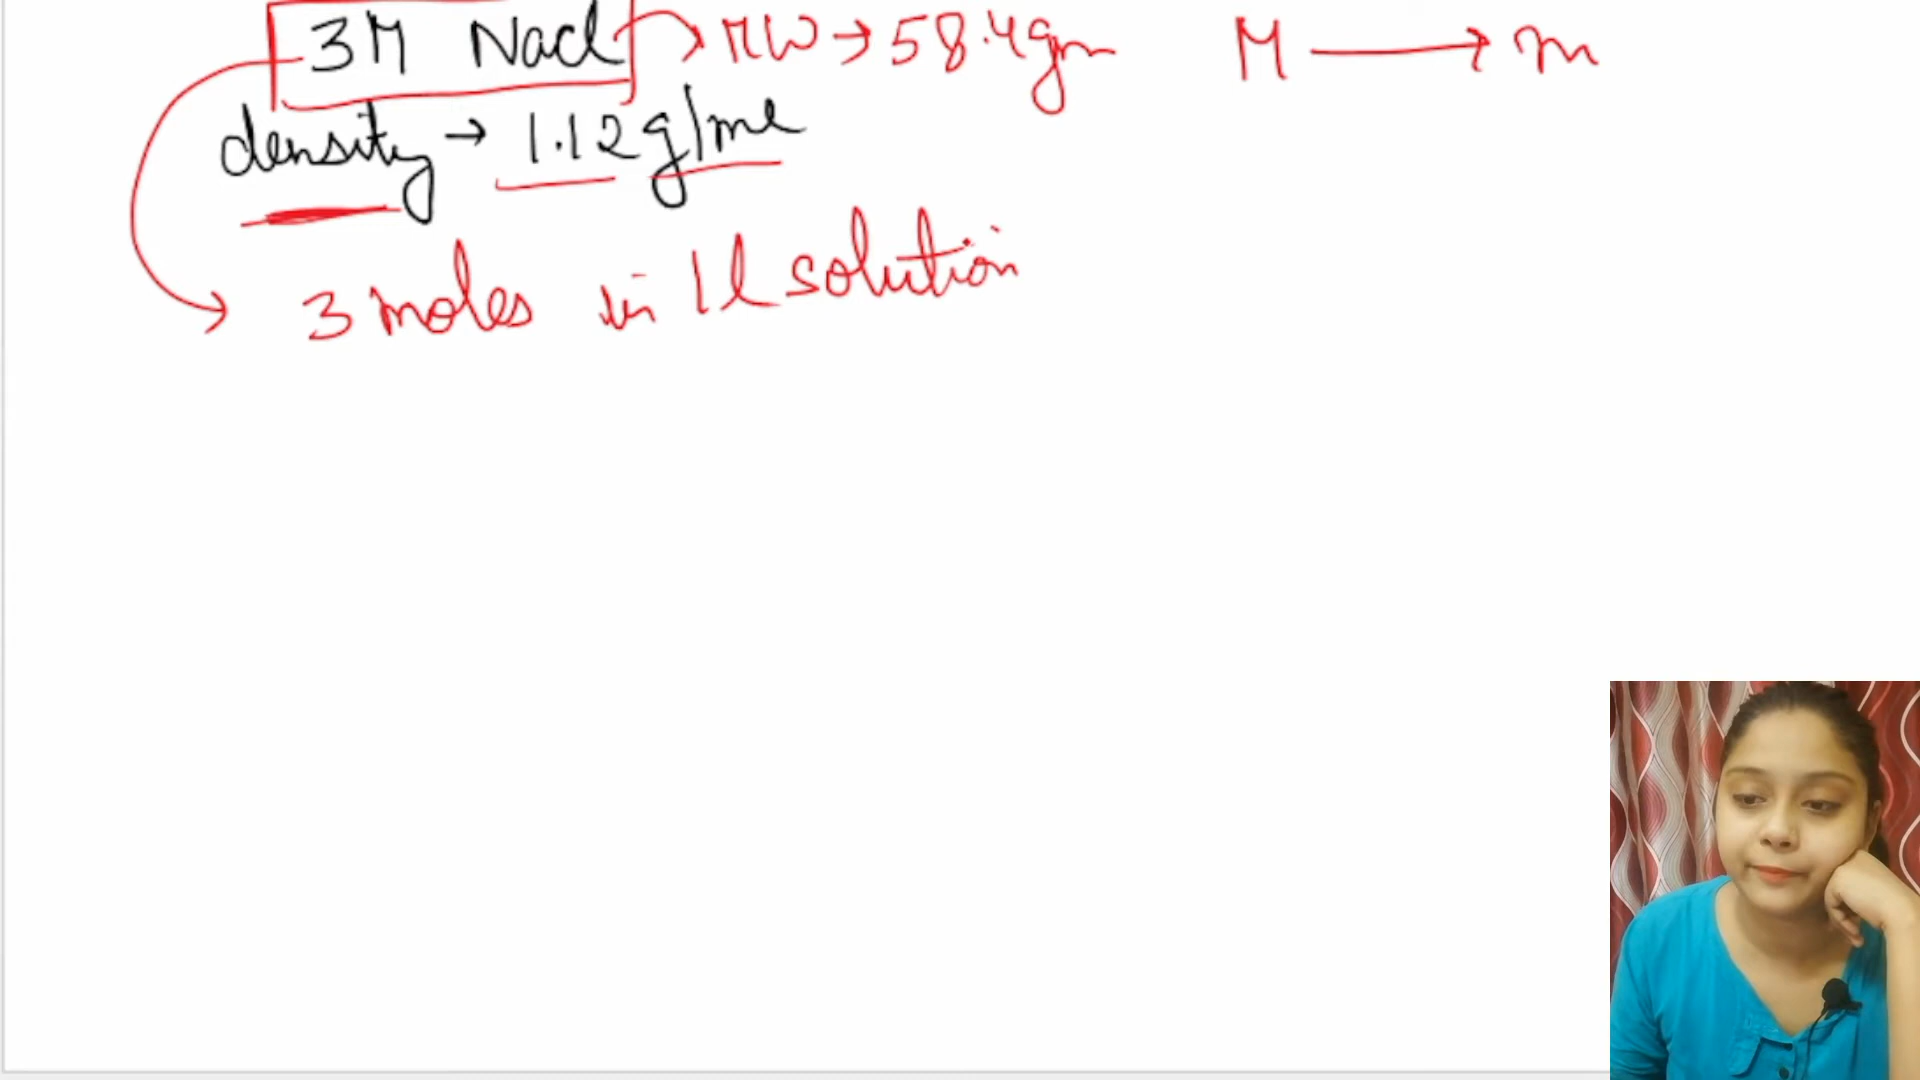 3M Nacl → MW → 58.4gm M → m
density → 1.12 g/ml
→ 3 moles in 1l solution